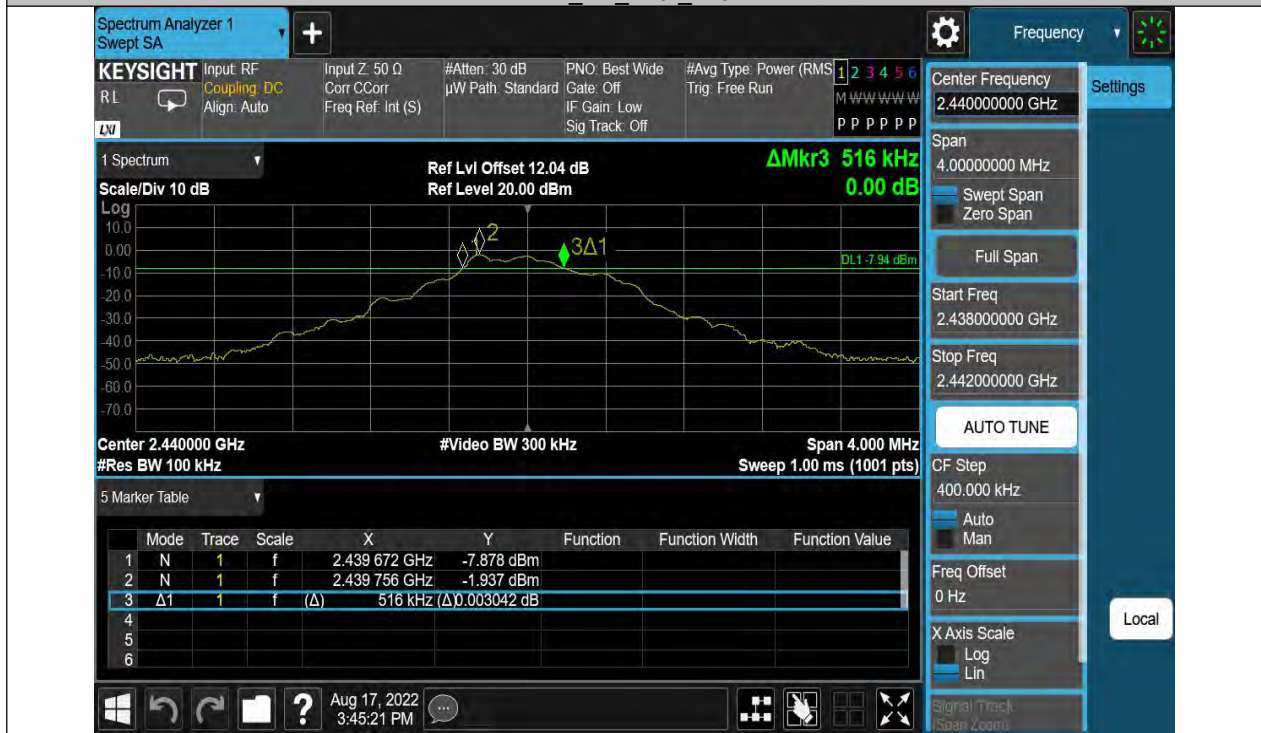 Spectrum Analyzer 1
Swept SA
+
Frequency
KEYSIGHT
RL
LXI
Input: RF
Coupling: DC
Align: Auto
Input Z: 50 Ω
Corr CCorr
Freq Ref: Int (S)
#Atten: 30 dB
µW Path: Standard
PNO: Best Wide
Gate: Off
IF Gain: Low
Sig Track: Off
#Avg Type: Power (RMS
Trig: Free Run
1 2 3 4 5 6
M W W W W W
P P P P P P
1 Spectrum
Scale/Div 10 dB
Ref Lvl Offset 12.04 dB
Ref Level 20.00 dBm
ΔMkr3 516 kHz
0.00 dB
Log
10.0
0.00
-10.0
-20.0
-30.0
-40.0
-50.0
-60.0
-70.0
2
3Δ1
DL1 -7.94 dBm
Center 2.440000 GHz
#Res BW 100 kHz
#Video BW 300 kHz
Span 4.000 MHz
Sweep 1.00 ms (1001 pts)
5 Marker Table
Mode Trace Scale X Y Function Function Width Function Value
1 N 1 f 2.439 672 GHz -7.878 dBm
2 N 1 f 2.439 756 GHz -1.937 dBm
3 Δ1 1 f (Δ) 516 kHz (Δ)0.003042 dB
4
5
6
?
Aug 17, 2022
3:45:21 PM
Settings
Center Frequency
2.440000000 GHz
Span
4.00000000 MHz
Swept Span
Zero Span
Full Span
Start Freq
2.438000000 GHz
Stop Freq
2.442000000 GHz
AUTO TUNE
CF Step
400.000 kHz
Auto
Man
Freq Offset
0 Hz
X Axis Scale
Log
Lin
Signal Track
(Span Zoom)
Local